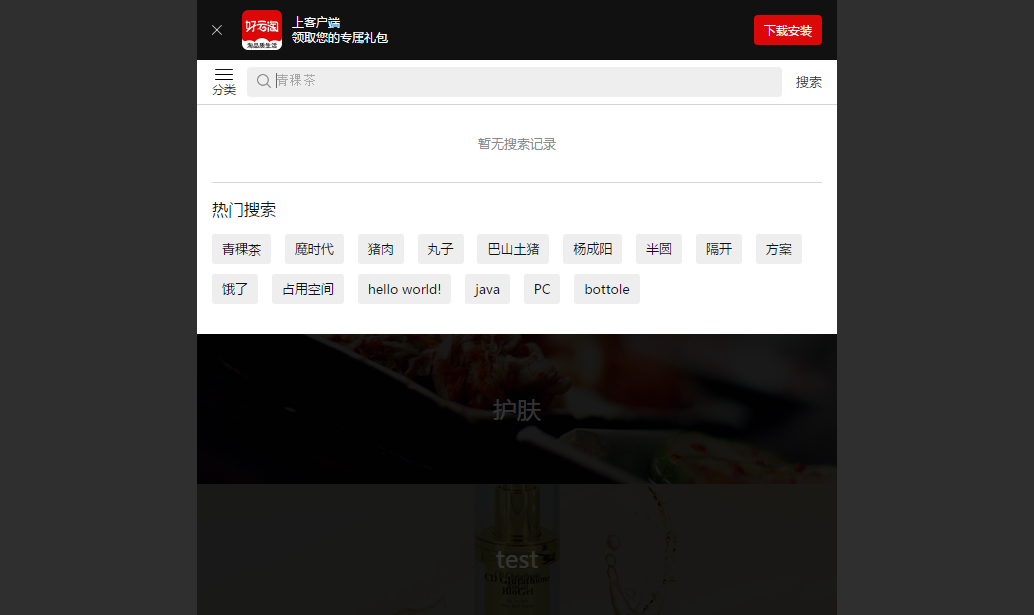 好享阁
淘品质生活
上客户端
领取您的专属礼包
下载安装
分类
青稞茶
搜索
暂无搜索记录
热门搜索
青稞茶 魔时代 猪肉 丸子 巴山土猪 杨成阳 半圆 隔开 方案
饿了 占用空间 hello world! java PC bottole
护肤
test